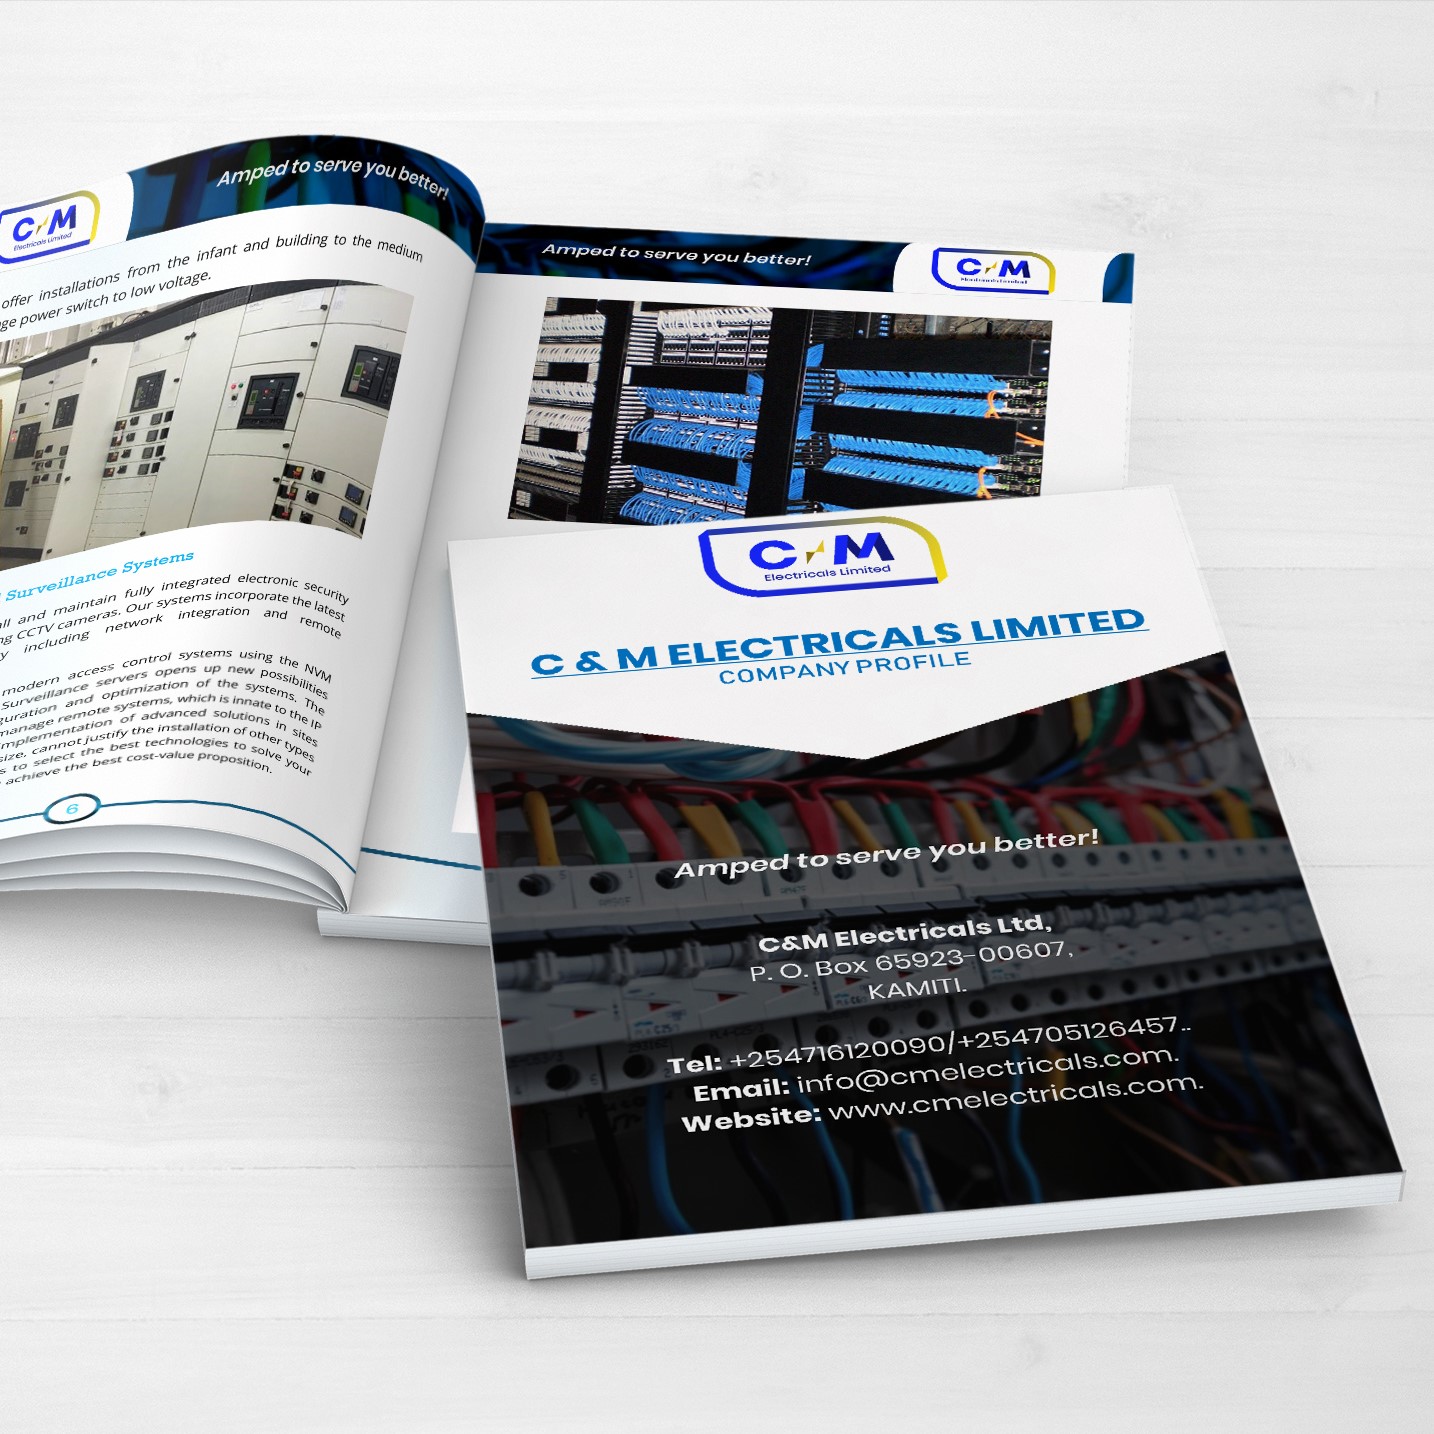 Amped to serve you better!
C M
Electricals Limited
offer installations from the infant and building to the medium
power switch to low voltage.
Surveillance Systems
and maintain fully integrated electronic security
CCTV cameras. Our systems incorporate the latest
including network integration and remote
modern access control systems using the NVM
Surveillance servers opens up new possibilities
and optimization of the systems. The
manage remote systems, which is innate to the IP
implementation of advanced solutions in sites
size, cannot justify the installation of other types
to select the best technologies to solve your
achieve the best cost-value proposition.
6
Amped to serve you better!
C M
Electricals Limited
C M
Electricals Limited
C & M ELECTRICALS LIMITED
COMPANY PROFILE
Amped to serve you better!
C&M Electricals Ltd,
P. O. Box 65923-00607,
KAMITI.
Tel: +254716120090/+254705126457..
Email: info@cmelectricals.com.
Website: www.cmelectricals.com.